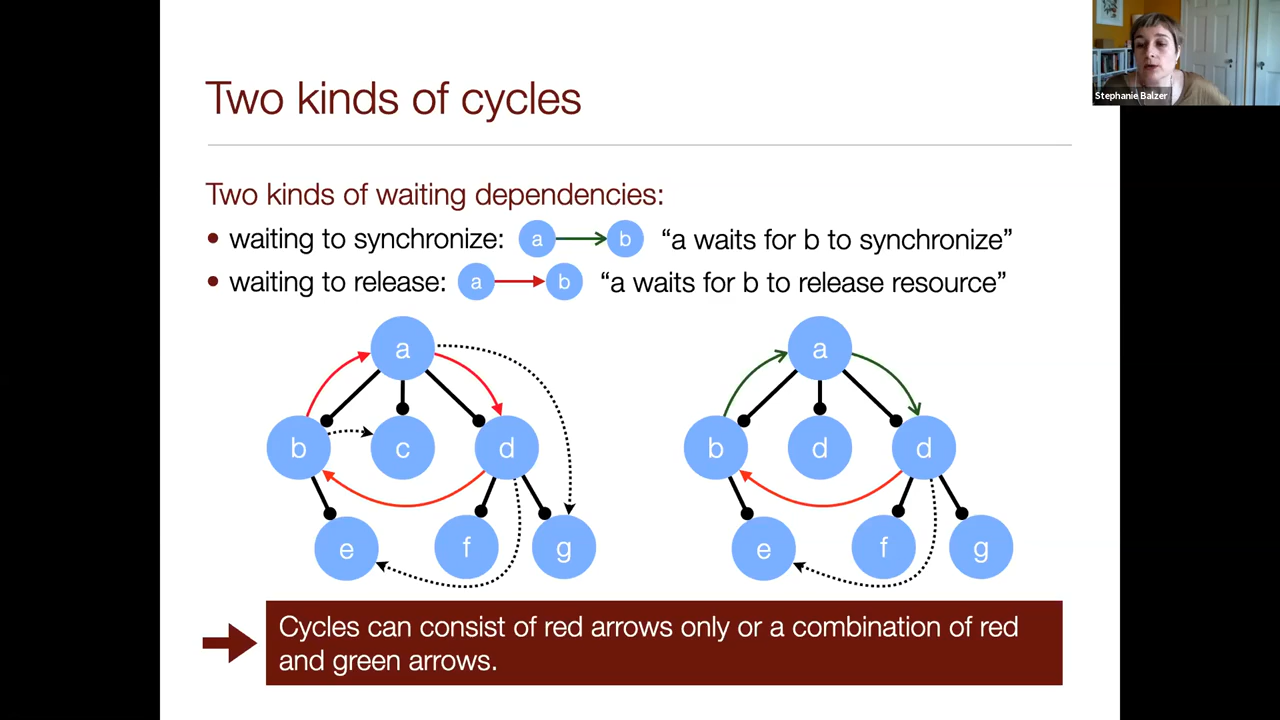 Stephanie Balzer
Two kinds of cycles
Two kinds of waiting dependencies:
• waiting to synchronize: a b "a waits for b to synchronize"
• waiting to release: a b "a waits for b to release resource"
a
b c d
e f g
a
b d d
e f g
Cycles can consist of red arrows only or a combination of red
and green arrows.